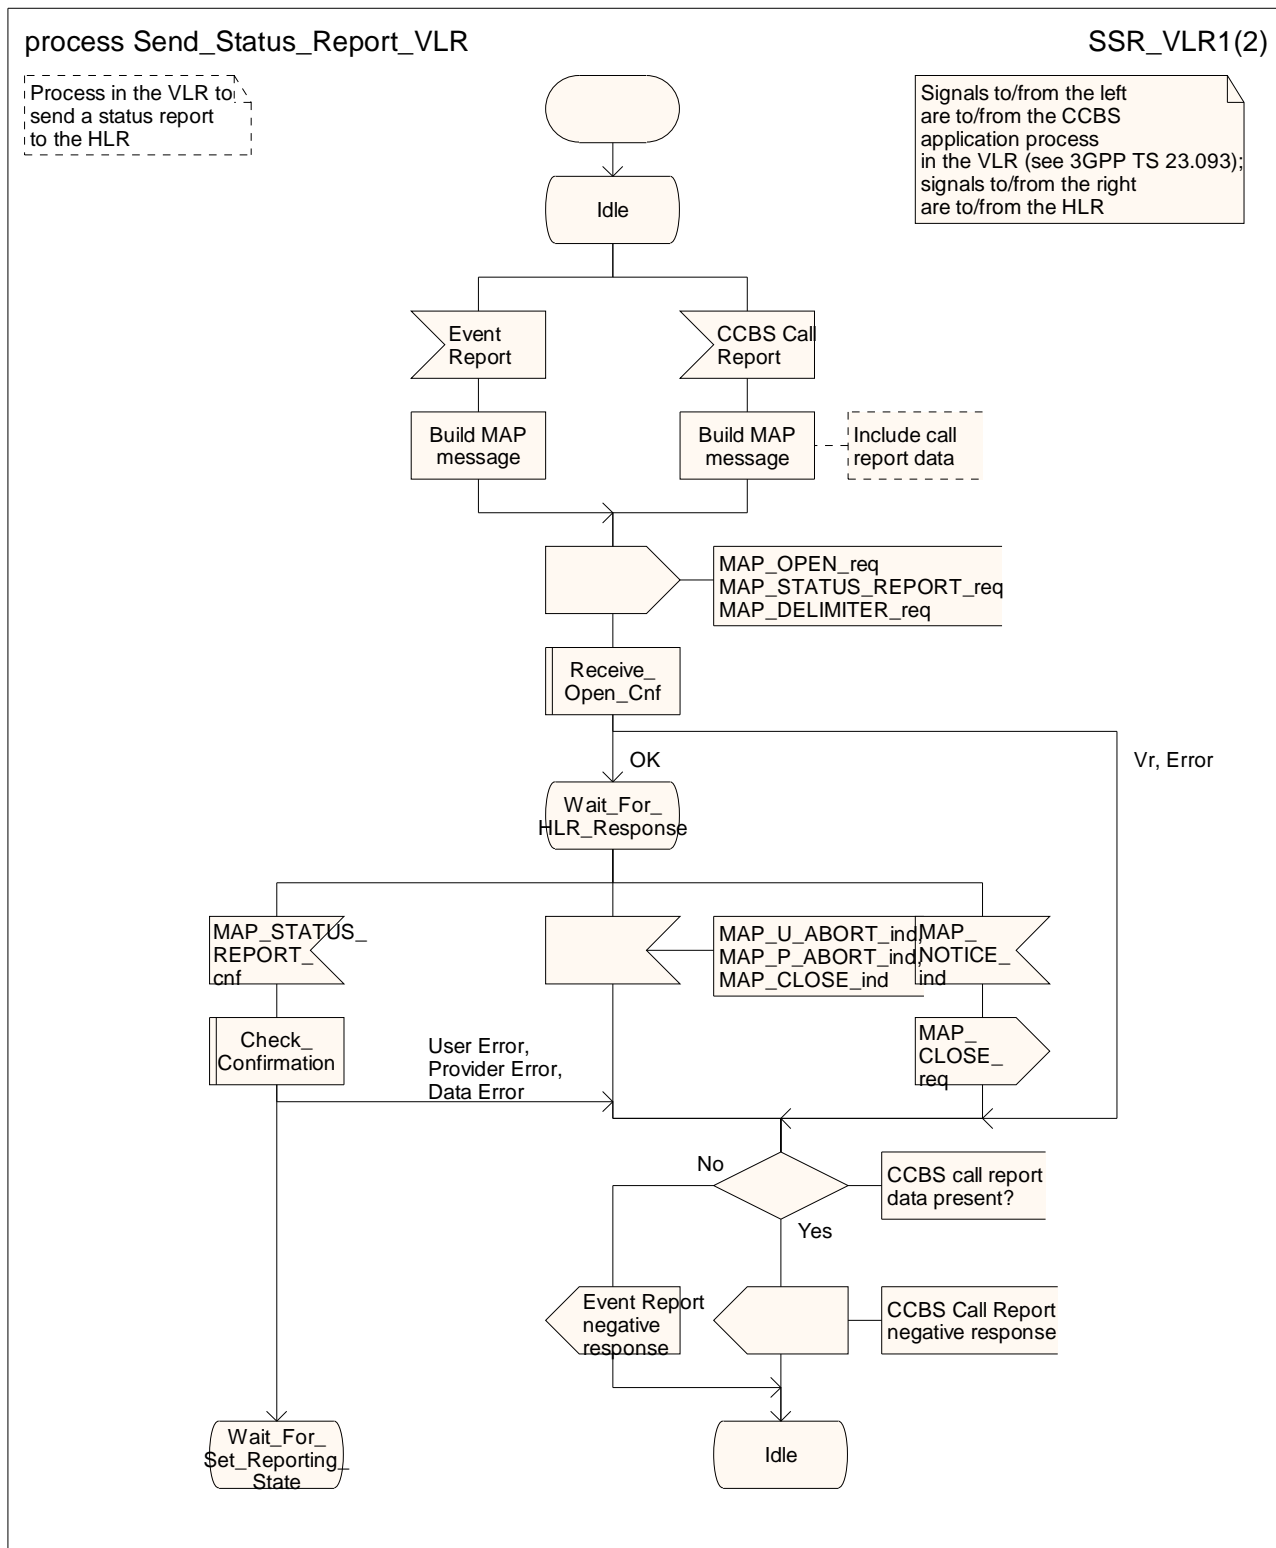 process Send_Status_Report_VLR
SSR_VLR1(2)
Process in the VLR to
send a status report
to the HLR
Signals to/from the left
are to/from the CCBS
application process
in the VLR (see 3GPP TS 23.093);
signals to/from the right
are to/from the HLR
Idle
Event
Report
CCBS Call
Report
Build MAP
message
Build MAP
message
Include call
report data
MAP_OPEN_req
MAP_STATUS_REPORT_req
MAP_DELIMITER_req
Receive_
Open_Cnf
OK
Vr, Error
Wait_For_
HLR_Response
MAP_STATUS_
REPORT_
cnf
MAP_U_ABORT_ind,
MAP_P_ABORT_ind,
MAP_CLOSE_ind
MAP_
NOTICE_
ind
Check_
Confirmation
User Error,
Provider Error,
Data Error
MAP_
CLOSE_
req
No
CCBS call report
data present?
Yes
Event Report
negative
response
CCBS Call Report
negative response
Wait_For_
Set_Reporting_
State
Idle